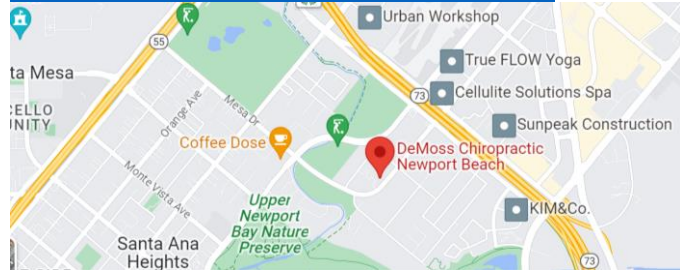 Urban Workshop
55
ta Mesa
True FLOW Yoga
73
Cellulite Solutions Spa
CELLO
UNITY
Orange Ave
Mesa Dr
Sunpeak Construction
Coffee Dose
DeMoss Chiropractic
Newport Beach
Monte Vista Ave
Upper
Newport
Bay Nature
Preserve
KIM&Co.
Santa Ana
Heights
73